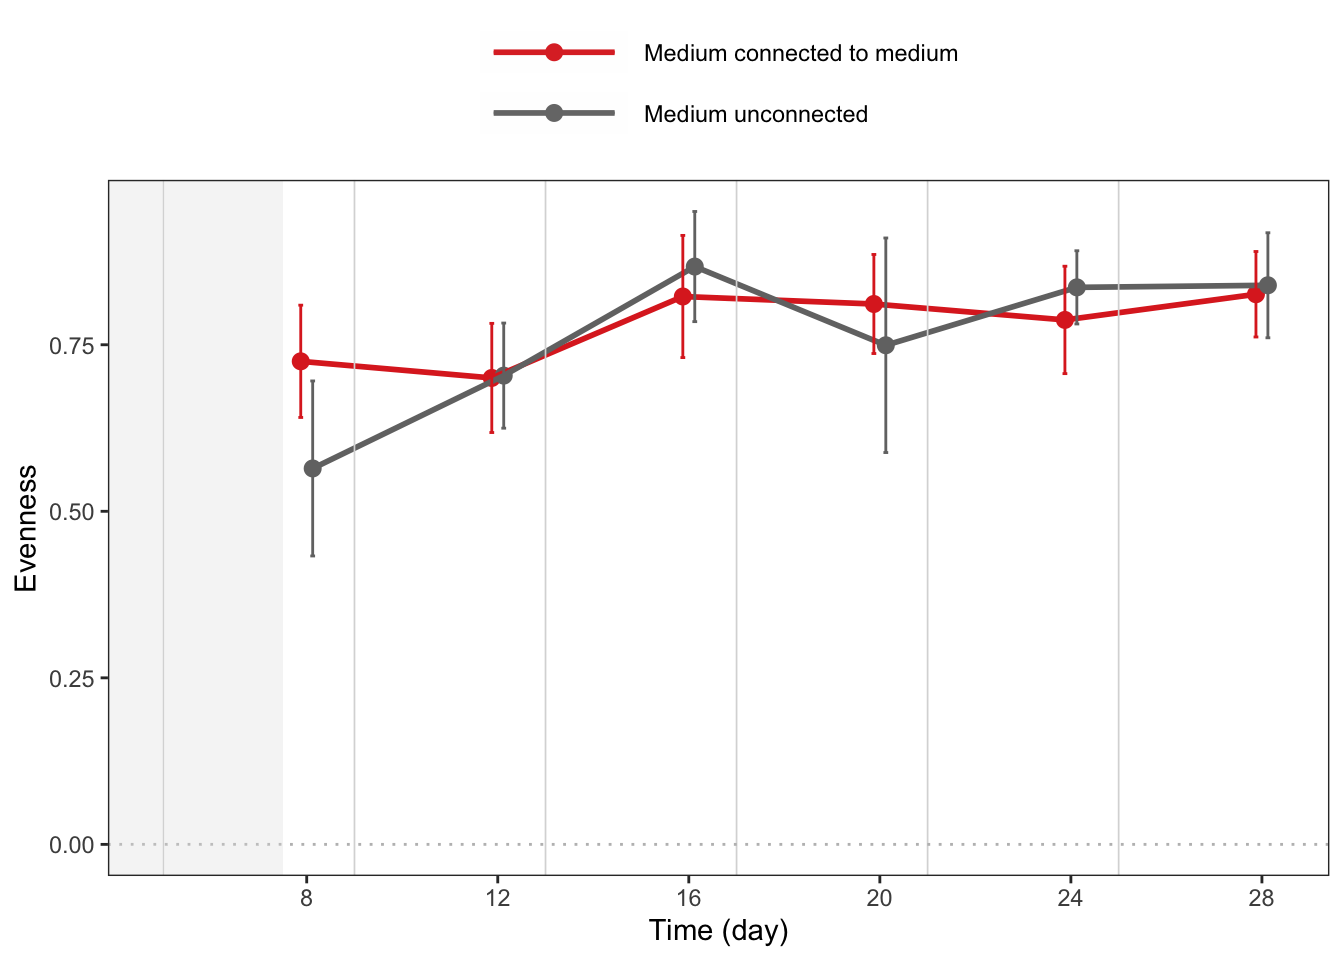 Medium connected to medium
Medium unconnected
0.75
0.50
0.25
0.00
Evenness
8 12 16 20 24 28
Time (day)